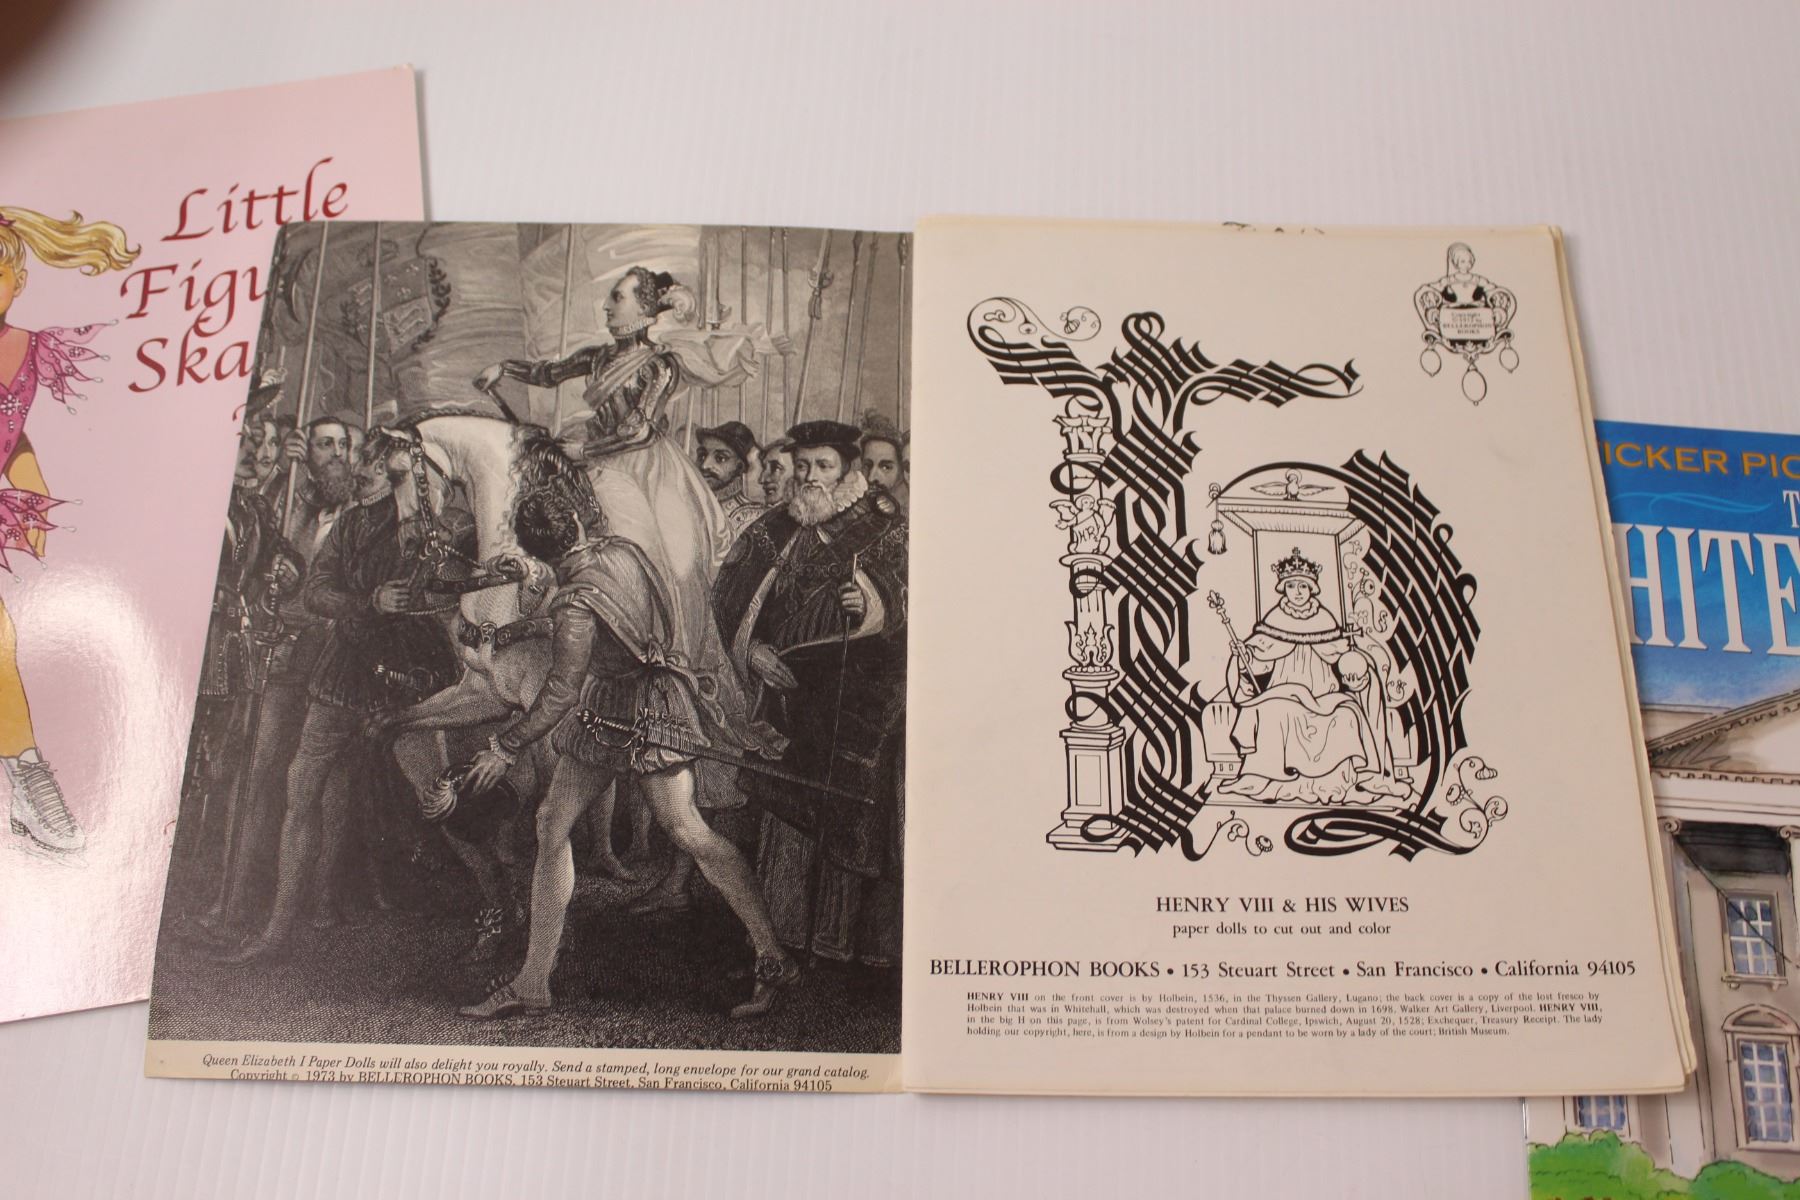 Little
Figu
Ska
Queen Elizabeth I Paper Dolls will also delight you royally. Send a stamped, long envelope for our grand catalog.
Copyright © 1973 by BELLEROPHON BOOKS, 153 Steuart Street, San Francisco, California 94105
Copyright
© 1973 by
BELLEROPHON
BOOKS
HR
HENRY VIII & HIS WIVES
paper dolls to cut out and color
BELLEROPHON BOOKS • 153 Steuart Street • San Francisco • California 94105
HENRY VIII on the front cover is by Holbein, 1536, in the Thyssen Gallery, Lugano; the back cover is a copy of the lost fresco by
Holbein that was in Whitehall, which was destroyed when that palace burned down in 1698, Walker Art Gallery, Liverpool. HENRY VIII,
in the big H on this page, is from Wolsey's patent for Cardinal College, Ipswich, August 20, 1528; Exchequer, Treasury Receipt. The lady
holding our copyright, here, is from a design by Holbein for a pendant to be worn by a lady of the court; British Museum.
ICKER PIC
T
HITE